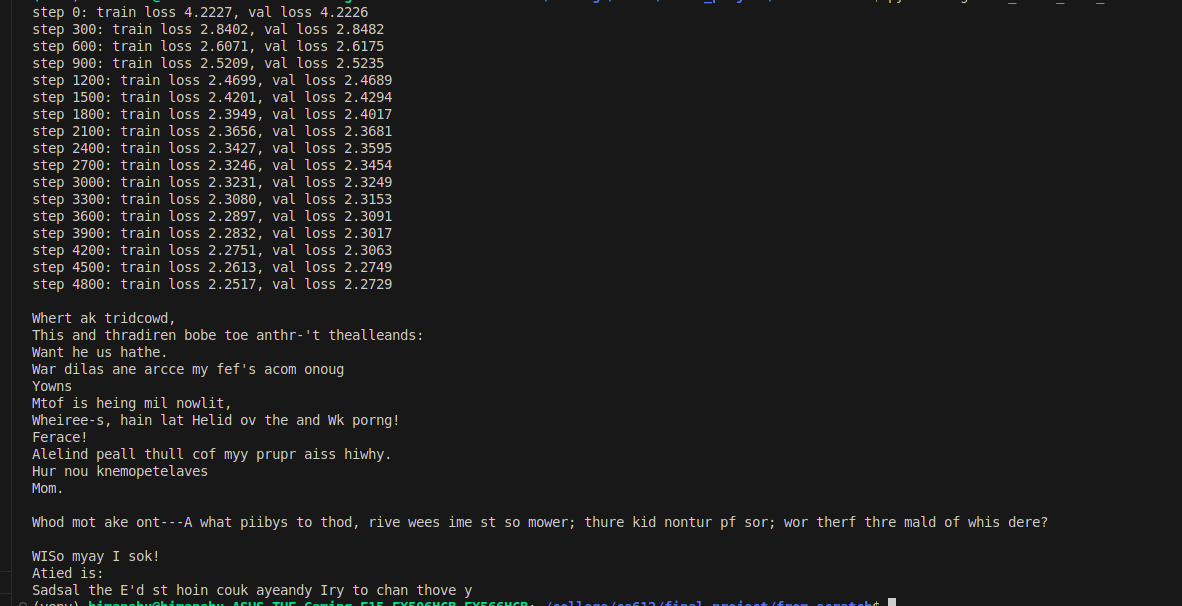 step 0: train loss 4.2227, val loss 4.2226
step 300: train loss 2.8402, val loss 2.8482
step 600: train loss 2.6071, val loss 2.6175
step 900: train loss 2.5209, val loss 2.5235
step 1200: train loss 2.4699, val loss 2.4689
step 1500: train loss 2.4201, val loss 2.4294
step 1800: train loss 2.3949, val loss 2.4017
step 2100: train loss 2.3656, val loss 2.3681
step 2400: train loss 2.3427, val loss 2.3595
step 2700: train loss 2.3246, val loss 2.3454
step 3000: train loss 2.3231, val loss 2.3249
step 3300: train loss 2.3080, val loss 2.3153
step 3600: train loss 2.2897, val loss 2.3091
step 3900: train loss 2.2832, val loss 2.3017
step 4200: train loss 2.2751, val loss 2.3063
step 4500: train loss 2.2613, val loss 2.2749
step 4800: train loss 2.2517, val loss 2.2729
Whert ak tridcowd,
This and thradiren bobe toe anthr-'t thealleands:
Want he us hathe.
War dilas ane arcce my fef's acom onoug
Yowns
Mtof is heing mil nowlit,
Wheiree-s, hain lat Helid ov the and Wk porng!
Ferace!
Alelind peall thull cof myy prupr aiss hiwhy.
Hur nou knemopetelaves
Mom.
Whod mot ake ont---A what piibys to thod, rive wees ime st so mower; thure kid nontur pf sor; wor therf thre mald of whis dere?
WISo myay I sok!
Atied is:
Sadsal the E'd st hoin couk ayeandy Iry to chan thove y